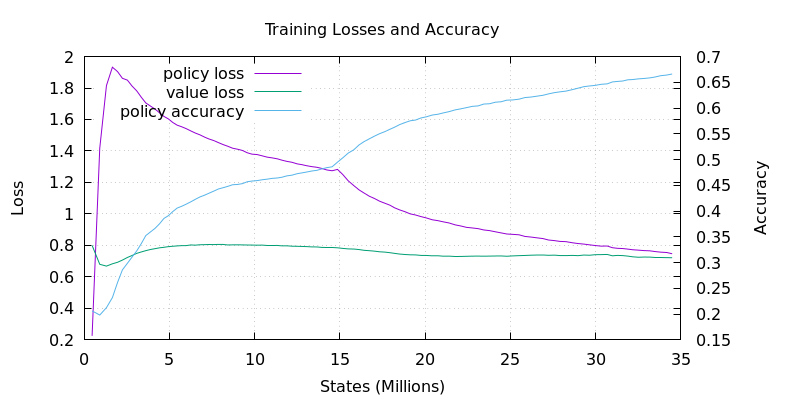 Training Losses and Accuracy
policy loss
value loss
policy accuracy
Loss
2
1.8
1.6
1.4
1.2
1
0.8
0.6
0.4
0.2
0.7
0.65
0.6
0.55
0.5
0.45
0.4
0.35
0.3
0.25
0.2
0.15
Accuracy
0 5 10 15 20 25 30 35
States (Millions)